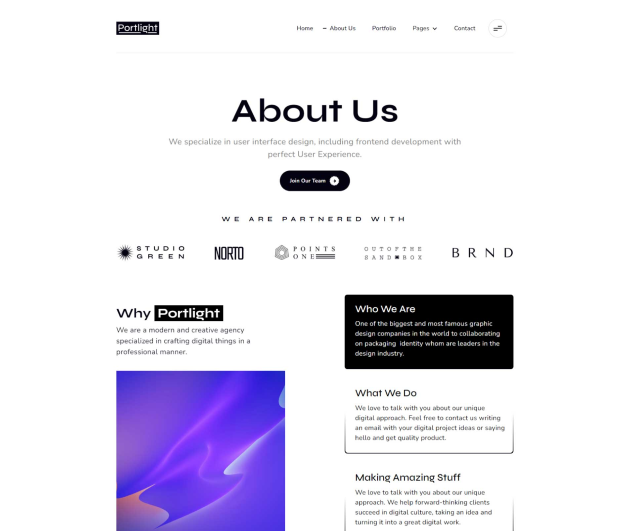 Portlight
Home
About Us
Portfolio
Pages
Contact
About Us
We specialize in user interface design, including frontend development with
perfect User Experience.
Join Our Team
WE ARE PARTNERED WITH
STUDIO
GREEN
NORTO
POINTS
ONE
OUTOFTHE
SANDBOX
BRND
Why Portlight
We are a modern and creative agency
specialized in crafting digital things in a
professional manner.
Who We Are
One of the biggest and most famous graphic
design companies in the world to collaborating
on packaging identity whom are leaders in the
design industry.
What We Do
We love to talk with you about our unique
digital approach. Feel free to contact us writing
an email with your digital project ideas or saying
hello and get quality product.
Making Amazing Stuff
We love to talk with you about our unique
approach. We help forward-thinking clients
succeed in digital culture, taking an idea and
turning it into a great digital work.